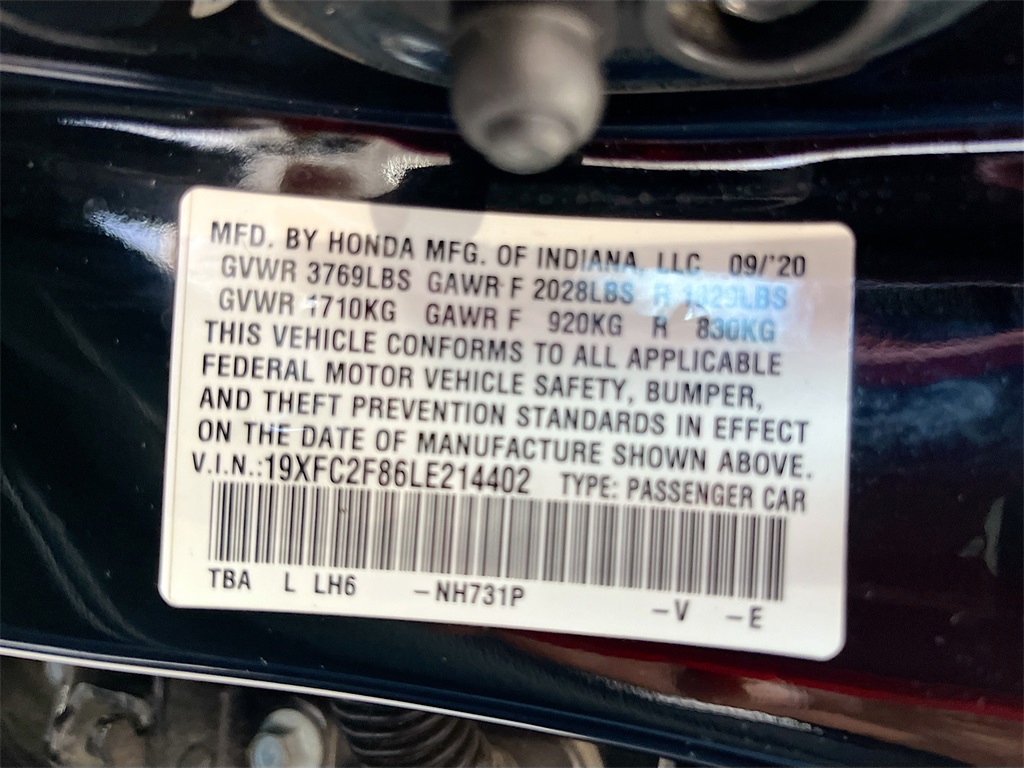 MFD. BY HONDA MFG. OF INDIANA, LLC 09/'20
GVWR 3769LBS GAWR F 2028LBS R 1829LBS
GVWR 1710KG GAWR F 920KG R 830KG
THIS VEHICLE CONFORMS TO ALL APPLICABLE
FEDERAL MOTOR VEHICLE SAFETY, BUMPER,
AND THEFT PREVENTION STANDARDS IN EFFECT
ON THE DATE OF MANUFACTURE SHOWN ABOVE.
V.I.N.:19XFC2F86LE214402 TYPE: PASSENGER CAR
TBA L LH6 -NH731P -V -E